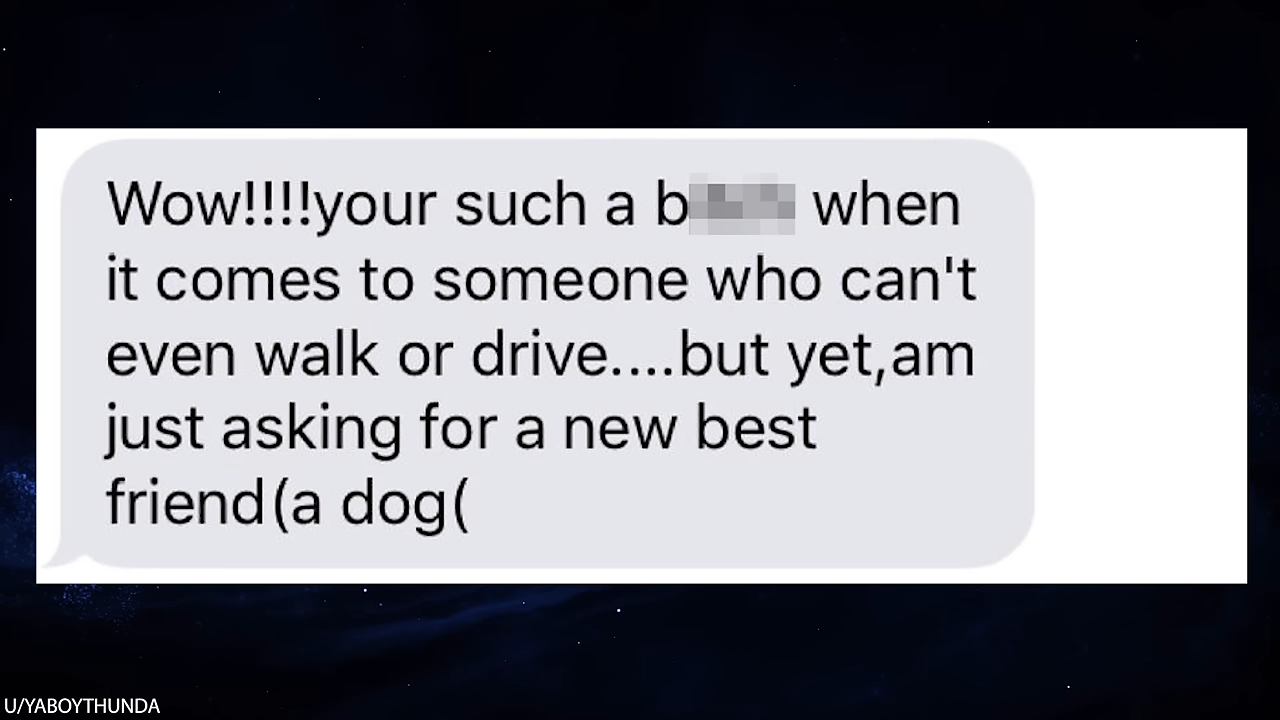 Wow!!!!your such a b when
it comes to someone who can't
even walk or drive....but yet,am
just asking for a new best
friend(a dog(
U/YABOYTHUNDA